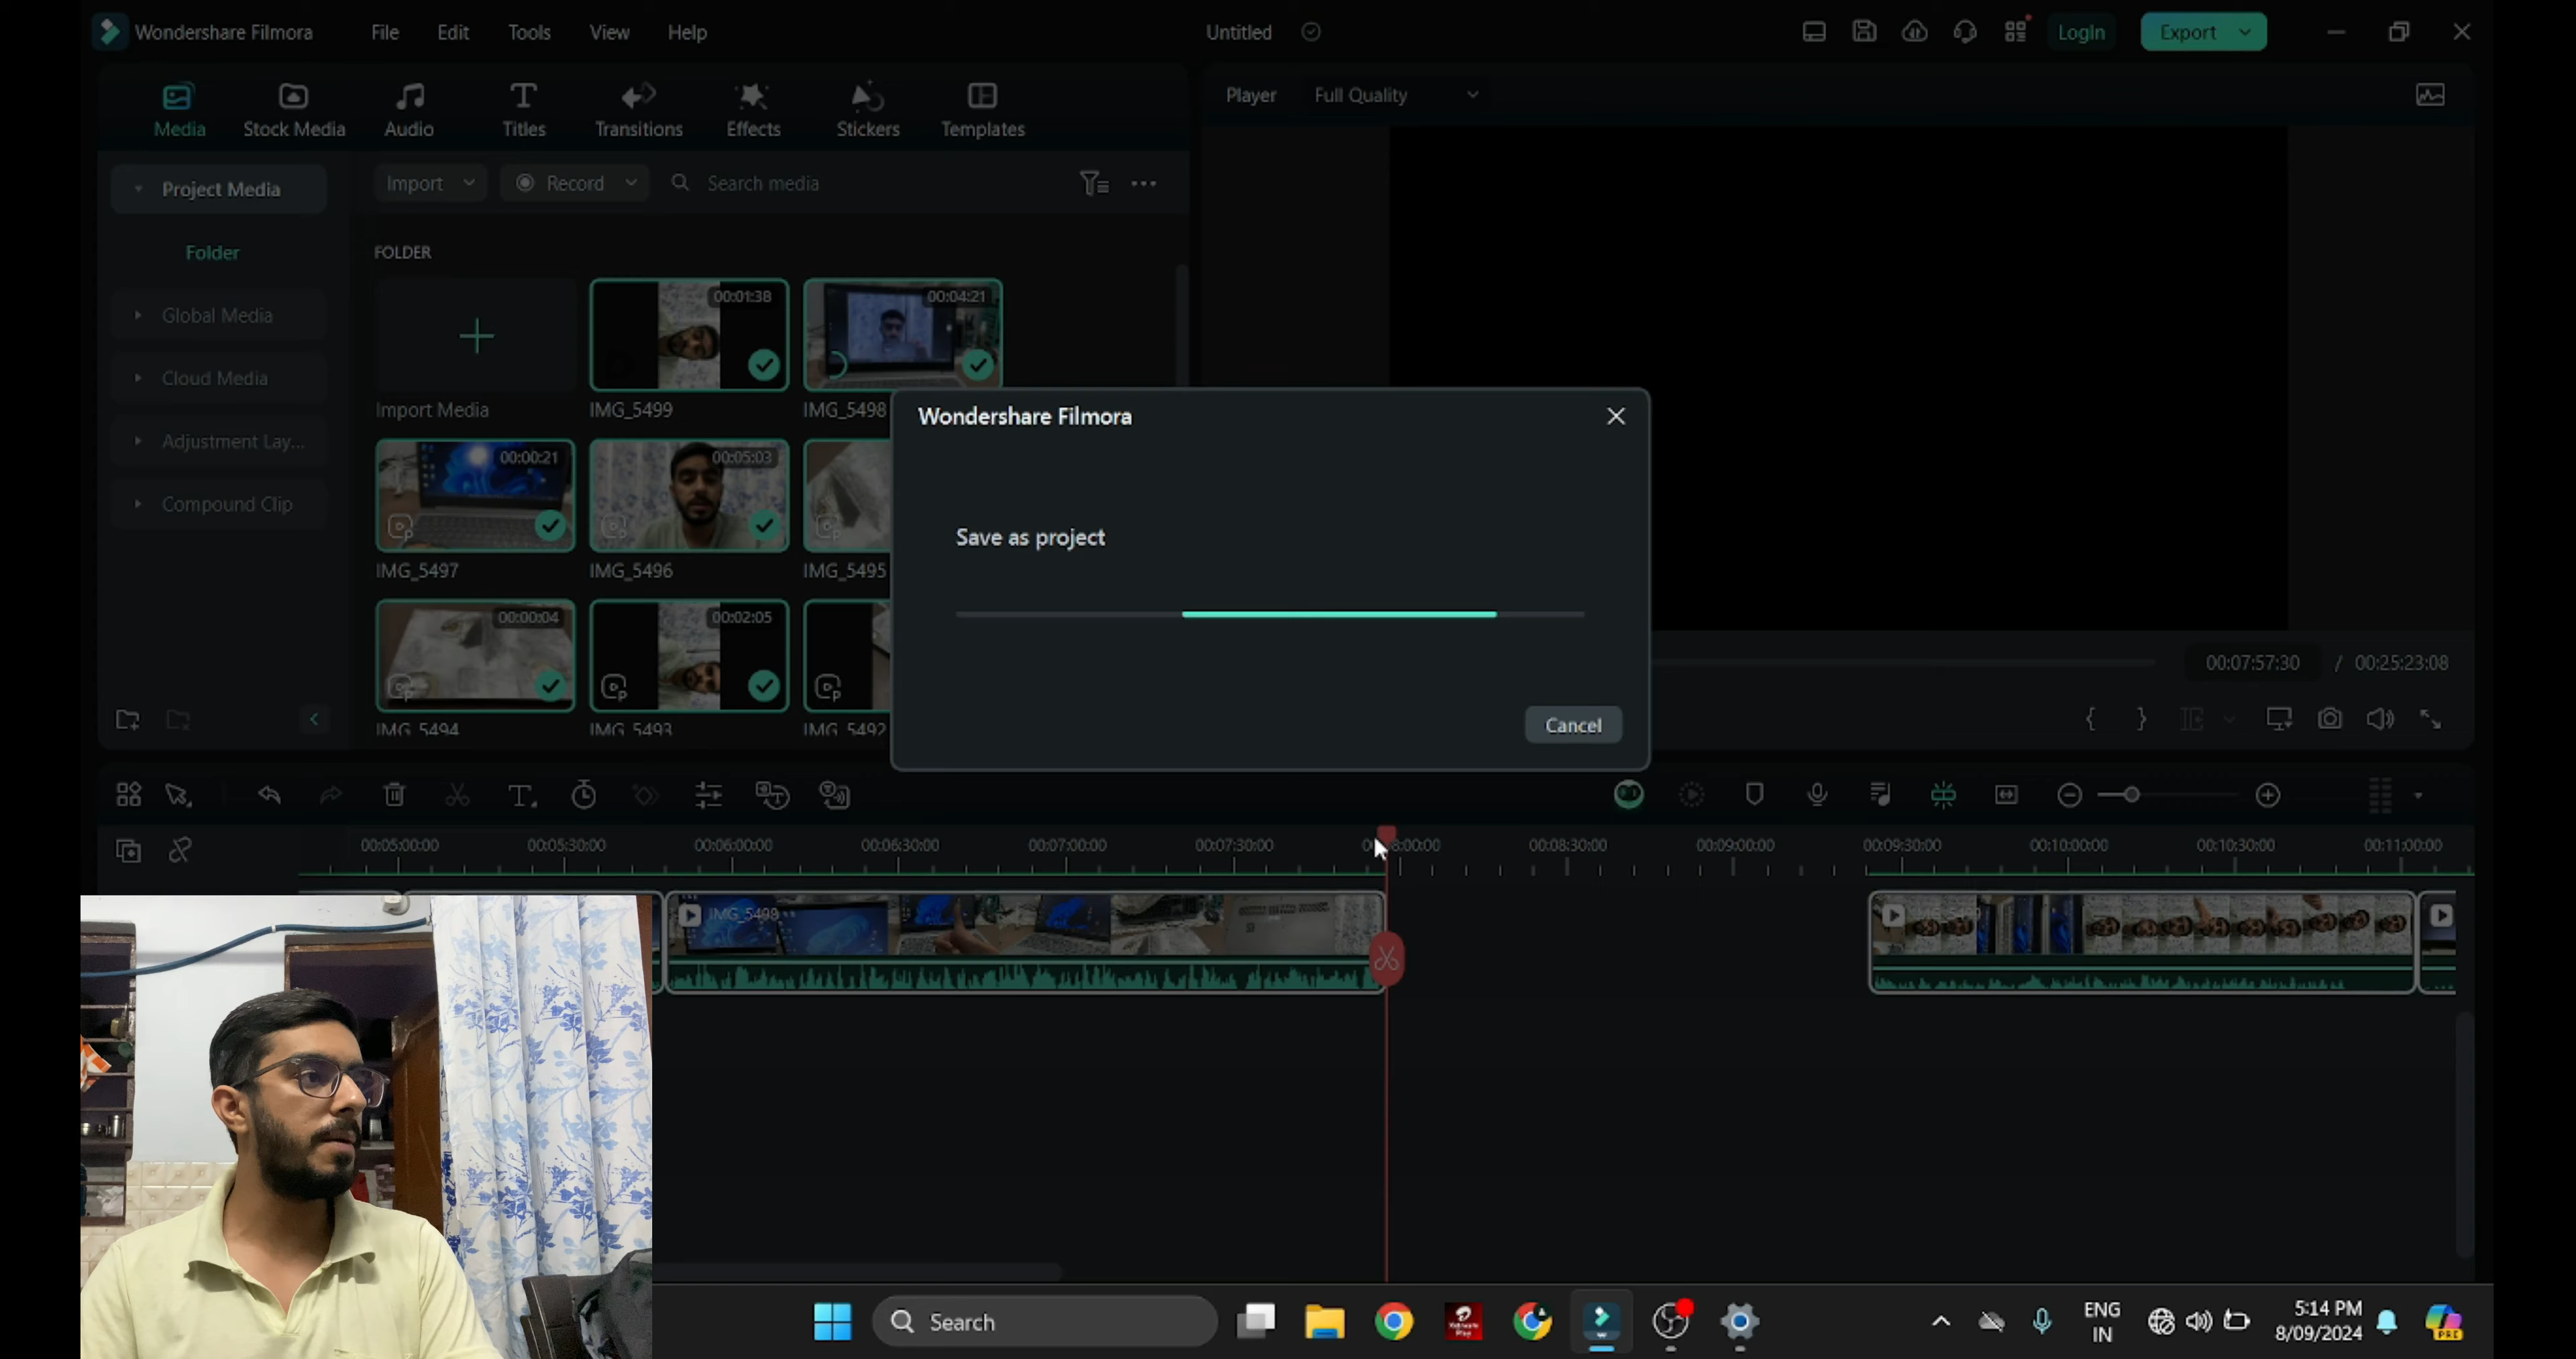 Wondershare Filmora File Edit Tools View Help Untitled LogIn Export
Media Stock Media Audio Titles Transitions Effects Stickers Templates
Player Full Quality
Project Media
Import Record Search media
Folder
FOLDER
Global Media
Cloud Media
Adjustment Lay...
Compound Clip
00:01:38
00:04:21
Import Media
IMG_5499
IMG_5498
00:00:21
00:05:03
IMG_5497
IMG_5496
IMG_5495
00:00:04
00:02:05
IMG_5494
IMG_5493
IMG_5492
Wondershare Filmora
Save as project
Cancel
00:07:57:30 / 00:25:23:08
00:05:00:00 00:05:30:00 00:06:00:00 00:06:30:00 00:07:00:00 00:07:30:00 00:08:00:00 00:08:30:00 00:09:00:00 00:09:30:00 00:10:00:00 00:10:30:00 00:11:00:00
IMG_5498
Search
ENG
IN
5:14 PM
8/09/2024
PRE